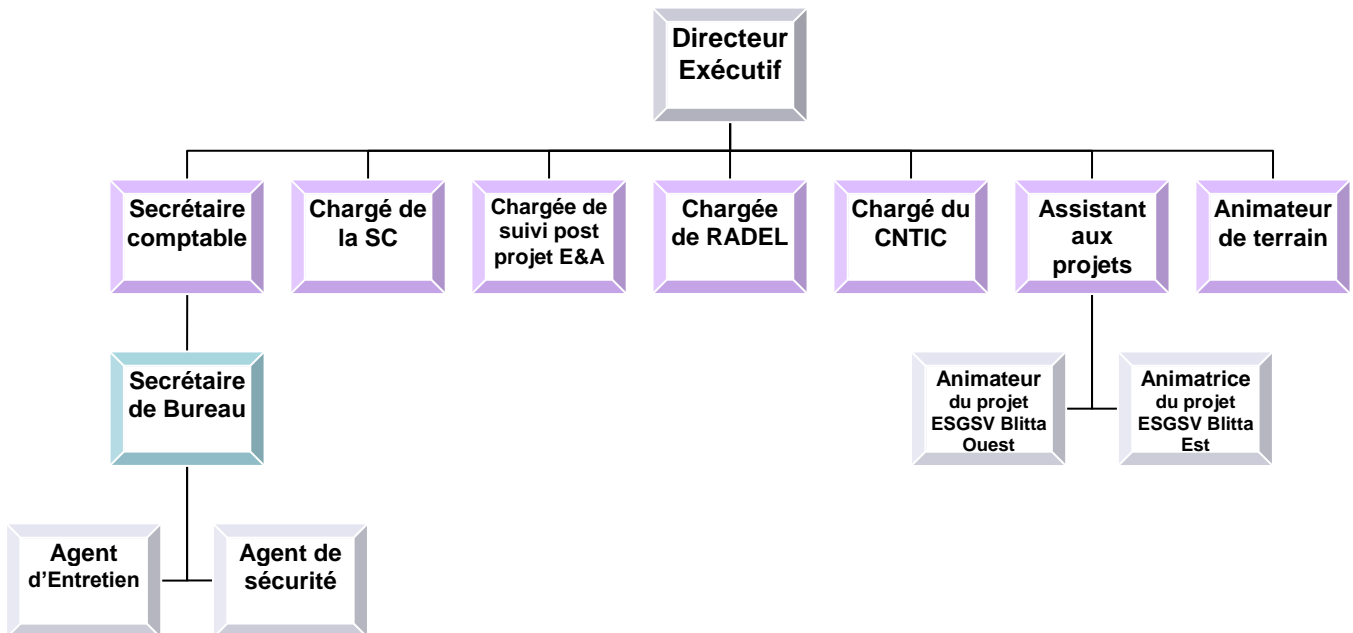 Directeur
Exécutif
Secrétaire
comptable
Chargé de
la SC
Chargée de
suivi post
projet E&A
Chargée
de RADEL
Chargé du
CNTIC
Assistant
aux
projets
Animateur
de terrain
Secrétaire
de Bureau
Animateur
du projet
ESGSV Blitta
Ouest
Animatrice
du projet
ESGSV Blitta
Est
Agent
d’Entretien
Agent de
sécurité